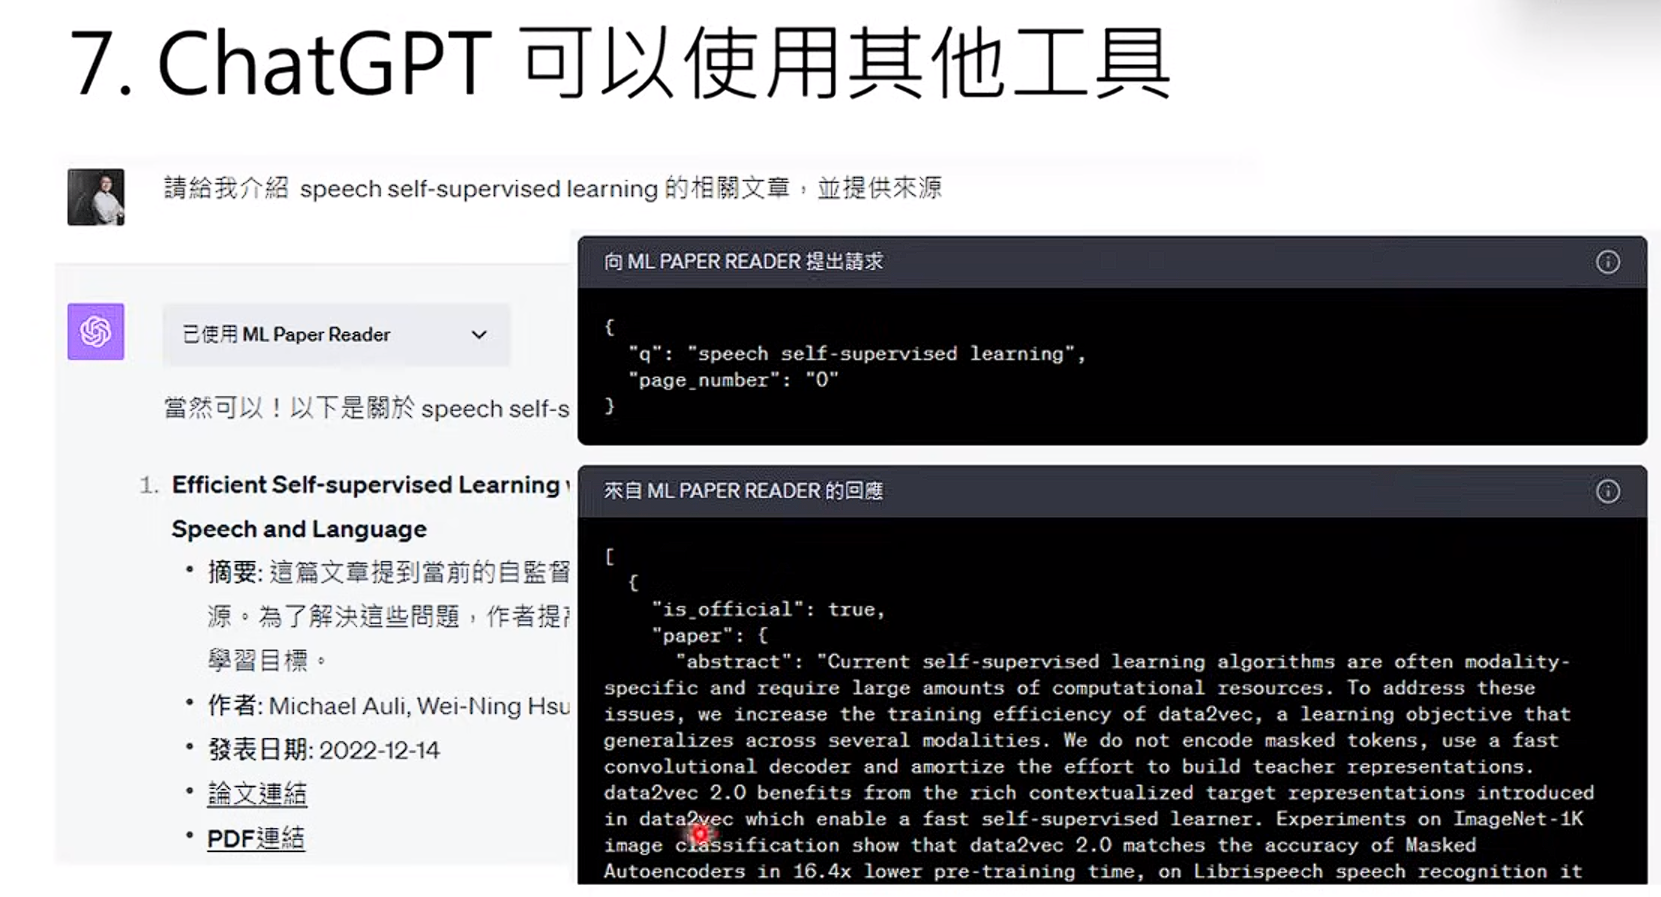 7. ChatGPT 可以使用其他工具
請給我介紹 speech self-supervised learning 的相關文章，並提供來源
已使用 ML Paper Reader
當然可以！以下是關於 speech self-s
1. Efficient Self-supervised Learning
Speech and Language
• 摘要: 這篇文章提到當前的自監督
源。為了解決這些問題，作者提
學習目標。
• 作者: Michael Auli, Wei-Ning Hsu
• 發表日期: 2022-12-14
• 論文連結
• PDF連結
向 ML PAPER READER 提出請求
{
"q": "speech self-supervised learning",
"page_number": "0"
}
來自 ML PAPER READER 的回應
[
{
"is_official": true,
"paper": {
"abstract": "Current self-supervised learning algorithms are often modality-
specific and require large amounts of computational resources. To address these
issues, we increase the training efficiency of data2vec, a learning objective that
generalizes across several modalities. We do not encode masked tokens, use a fast
convolutional decoder and amortize the effort to build teacher representations.
data2vec 2.0 benefits from the rich contextualized target representations introduced
in data2vec which enable a fast self-supervised learner. Experiments on ImageNet-1K
image classification show that data2vec 2.0 matches the accuracy of Masked
Autoencoders in 16.4x lower pre-training time, on Librispeech speech recognition it